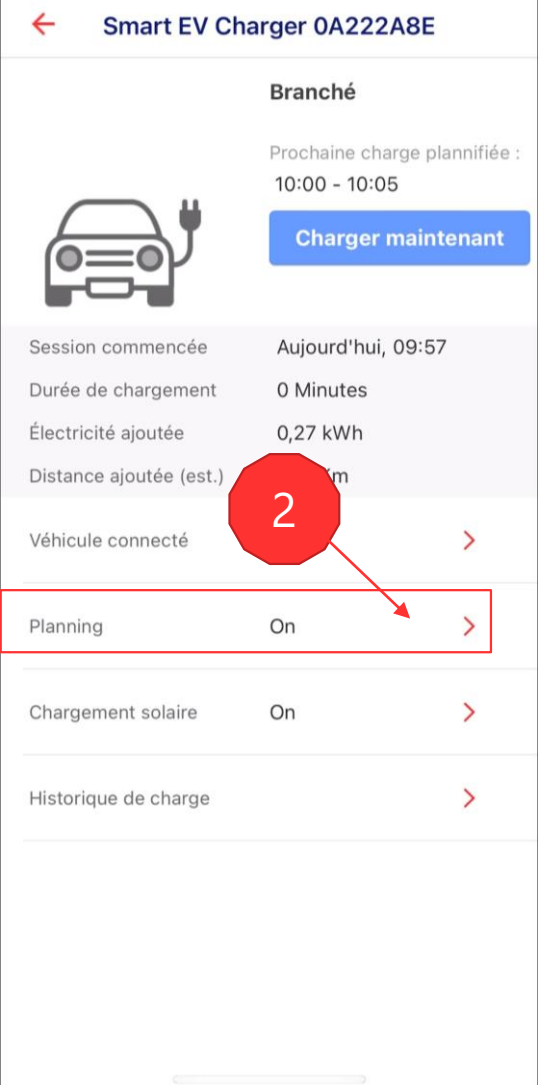 Smart EV Charger 0A222A8E
Branché
Prochaine charge plannifiée :
10:00 - 10:05
Charger maintenant
Session commencée Aujourd'hui, 09:57
Durée de chargement 0 Minutes
Électricité ajoutée 0,27 kWh
Distance ajoutée (est.)
2
Véhicule connecté
Planning On
Chargement solaire On
Historique de charge